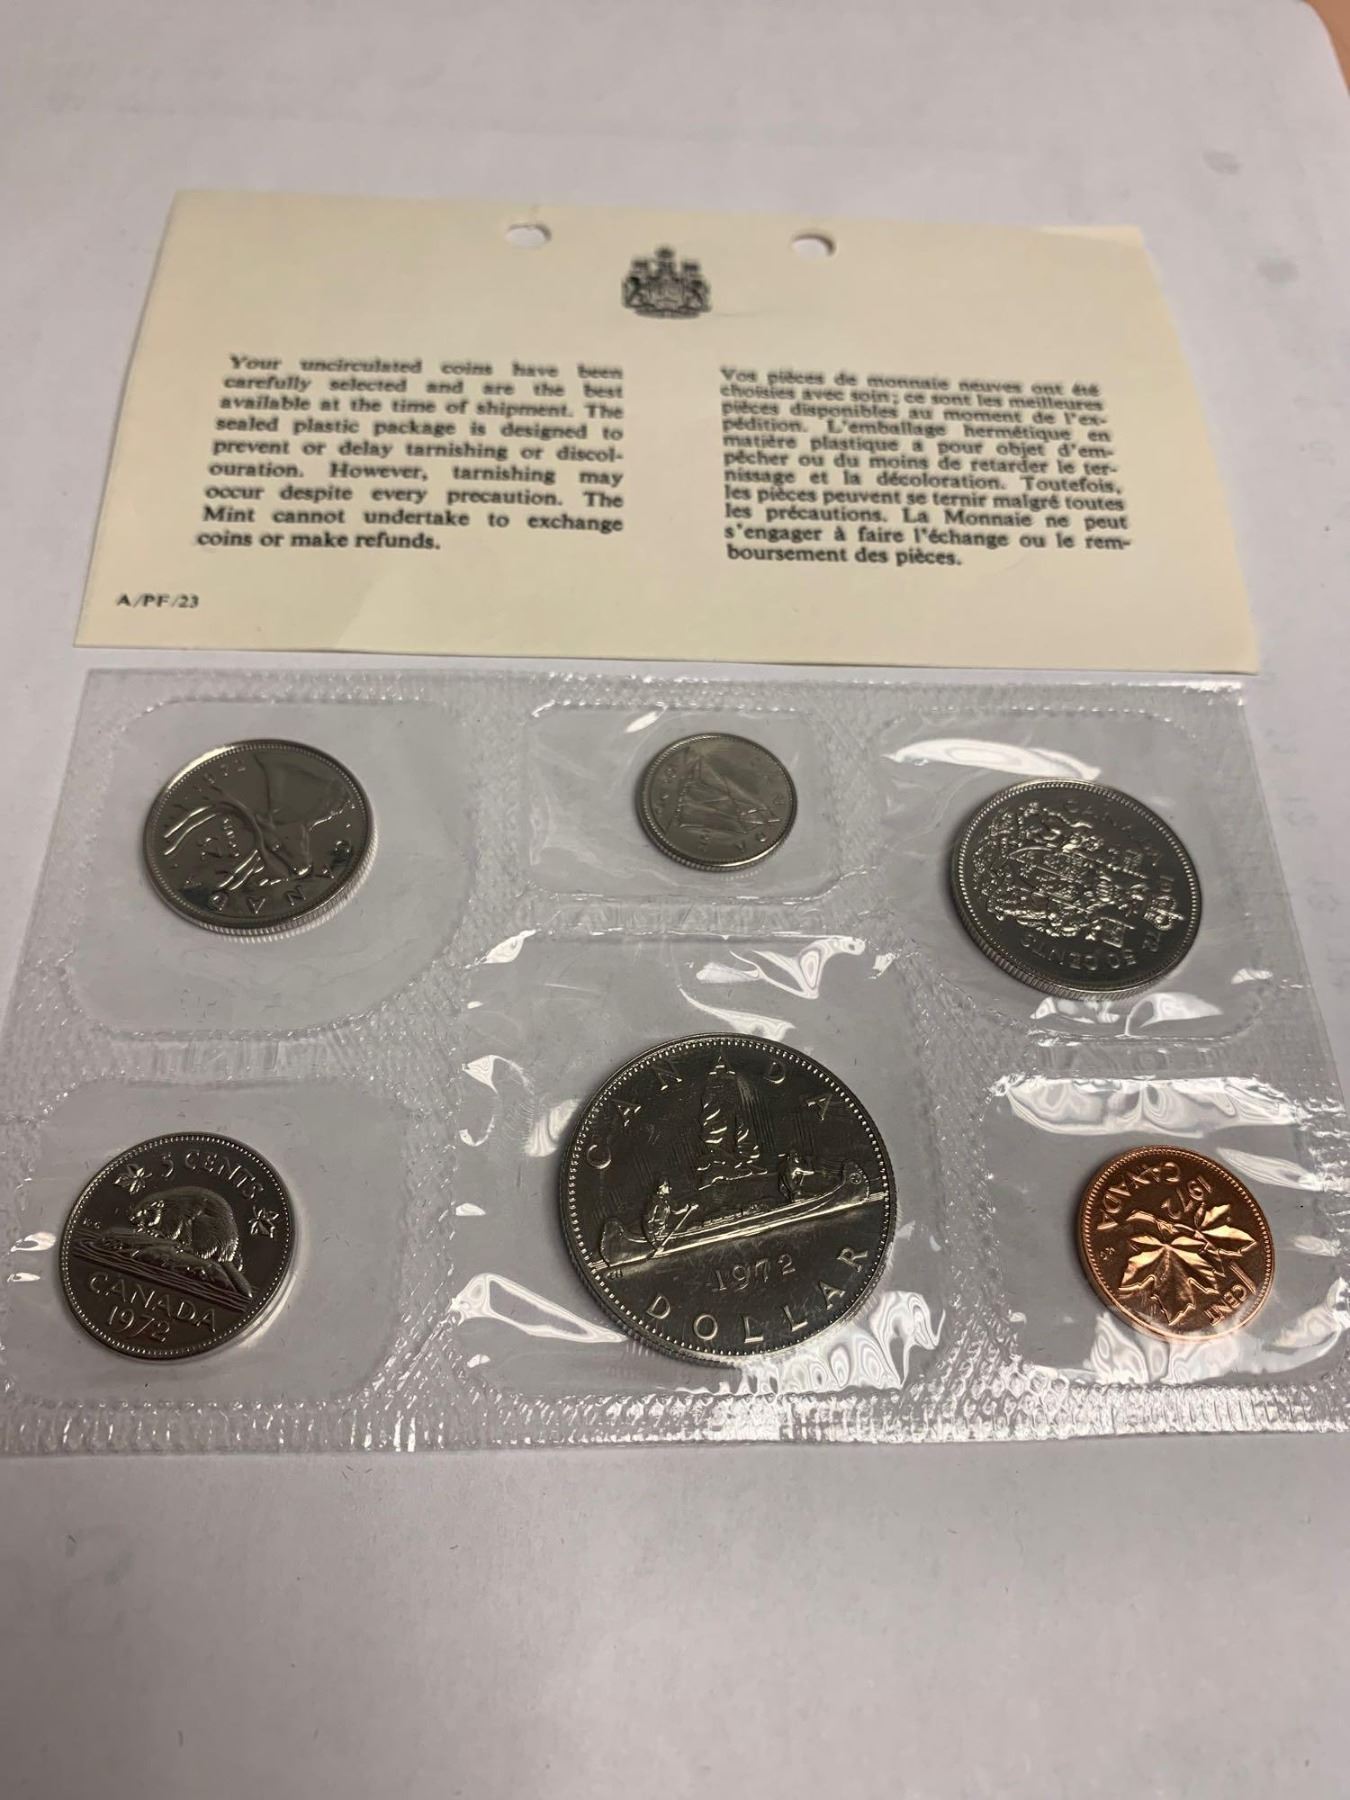 Your uncirculated coins have been
carefully selected and are the best
available at the time of shipment. The
sealed plastic package is designed to
prevent or delay tarnishing or discol-
ouration. However, tarnishing may
occur despite every precaution. The
Mint cannot undertake to exchange
coins or make refunds.
Vos pièces de monnaie neuves ont été
choisies avec soin; ce sont les meilleures
pièces disponibles au moment de l'ex-
pédition. L'emballage hermétique en
matière plastique a pour objet d'em-
pêcher ou du moins de retarder le ter-
nissage et la décoloration. Toutefois,
les pièces peuvent se ternir malgré toutes
les précautions. La Monnaie ne peut
s'engager à faire l'échange ou le rem-
boursement des pièces.
A/PF/23
CANADA
CANADA
CANADA
1972
50 CENTS
5 CENTS
CANADA
1972
CANADA
1972
DOLLAR
CANADA
1972
1 CENT